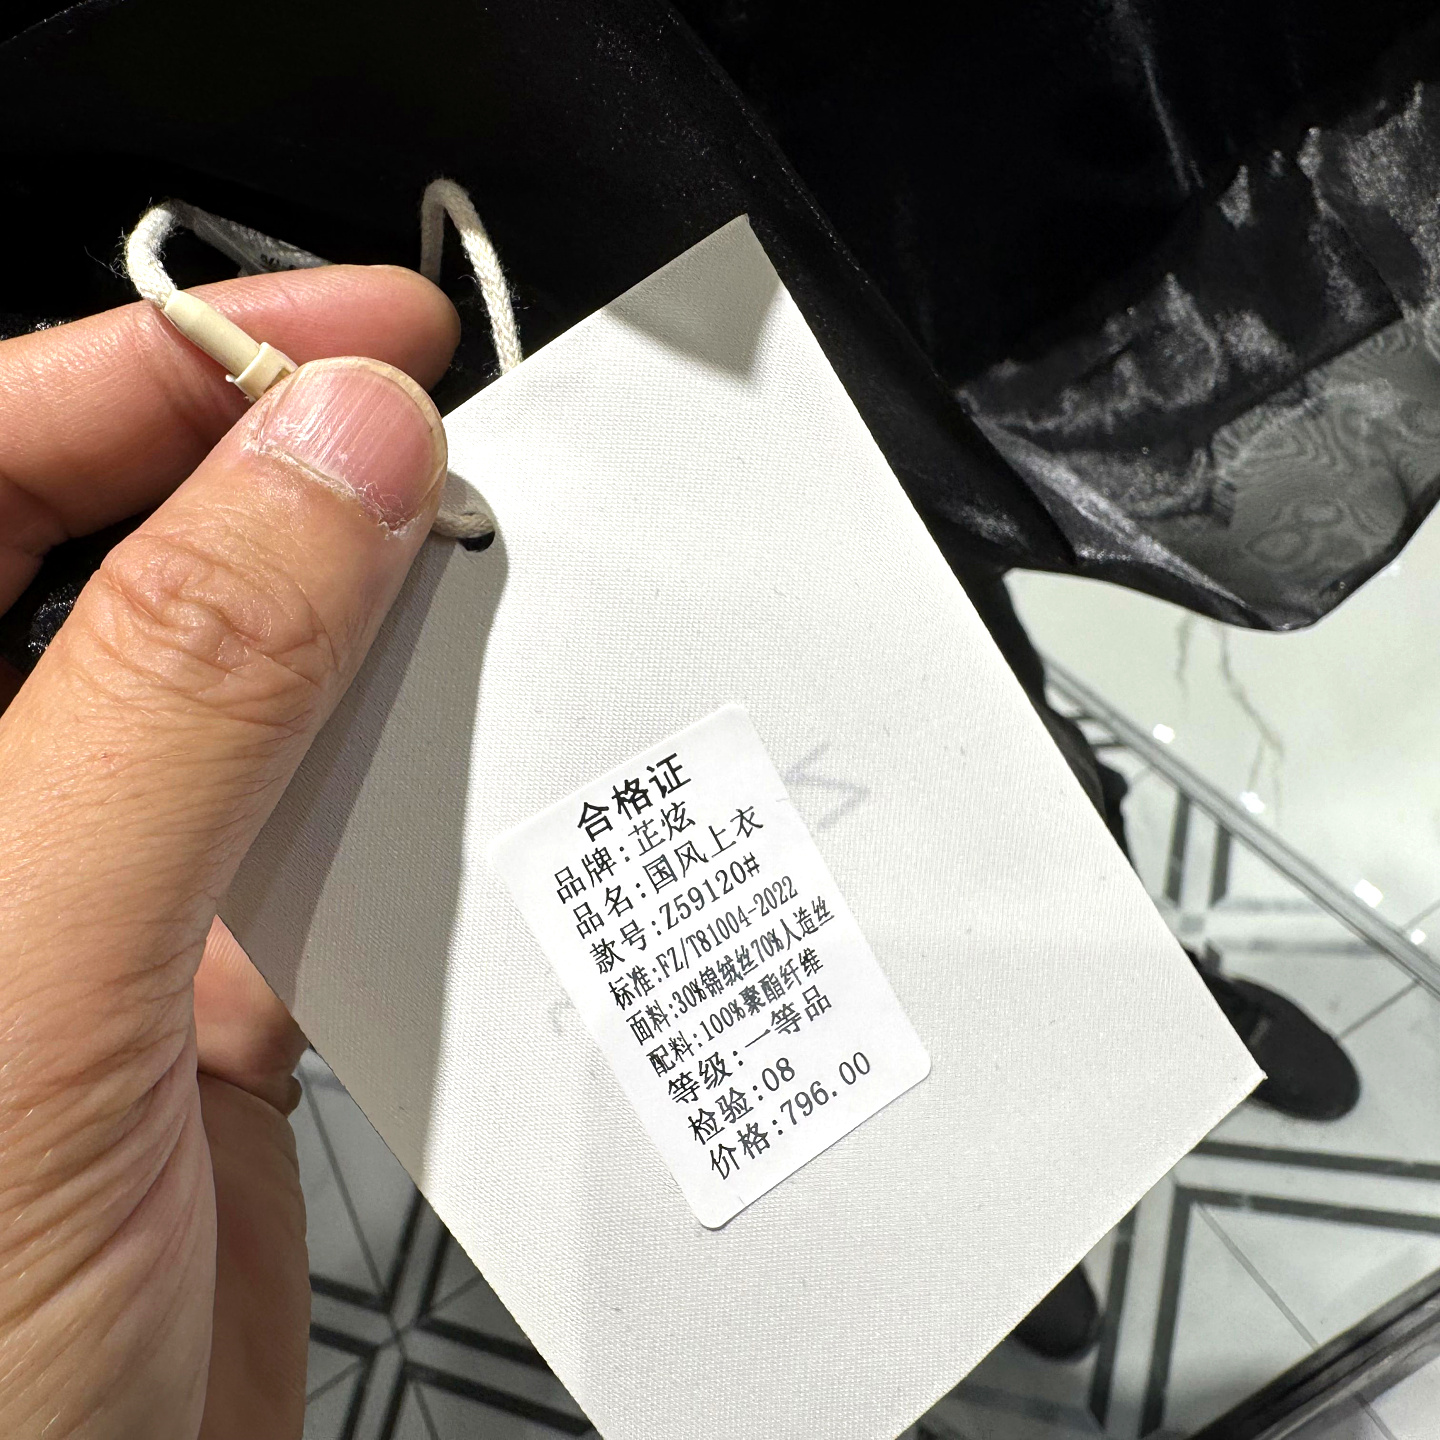 合格证
品牌:芷炫
品名:国风上衣
款号:Z59120#
标准:FZ/T81004-2022
面料:30%锦绒丝70%人造丝
配料:100%聚酯纤维
等级:一等品
检验:08
价格:796.00